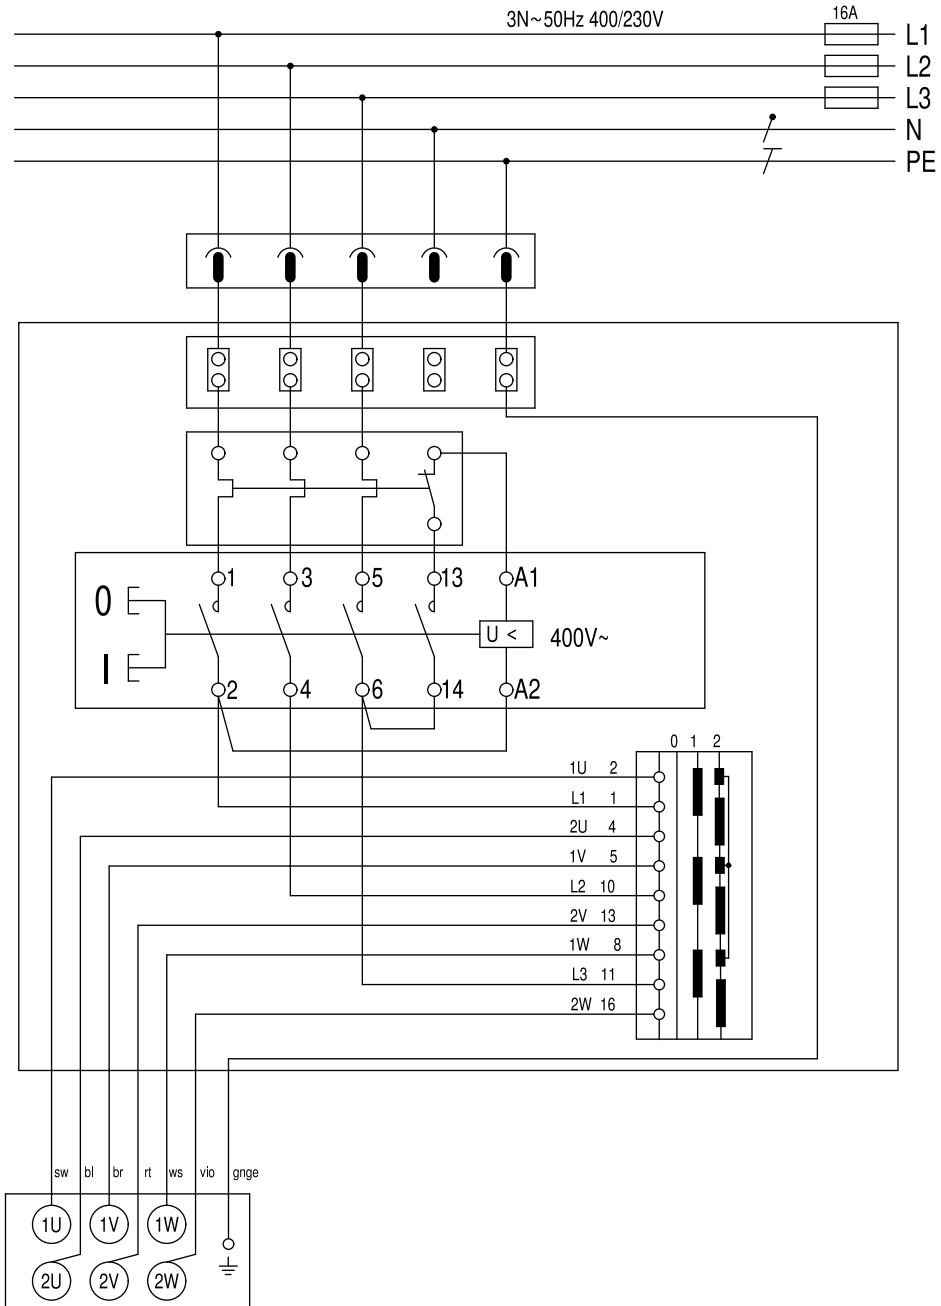 3N~50Hz 400/230V
16A
L1
L2
L3
N
PE
1 3 5 13 A1
0
U < 400V~
I
2 4 6 14 A2
0 1 2
1U 2
L1 1
2U 4
1V 5
L2 10
2V 13
1W 8
L3 11
2W 16
sw bl br rt ws vio gnge
1U 1V 1W
2U 2V 2W